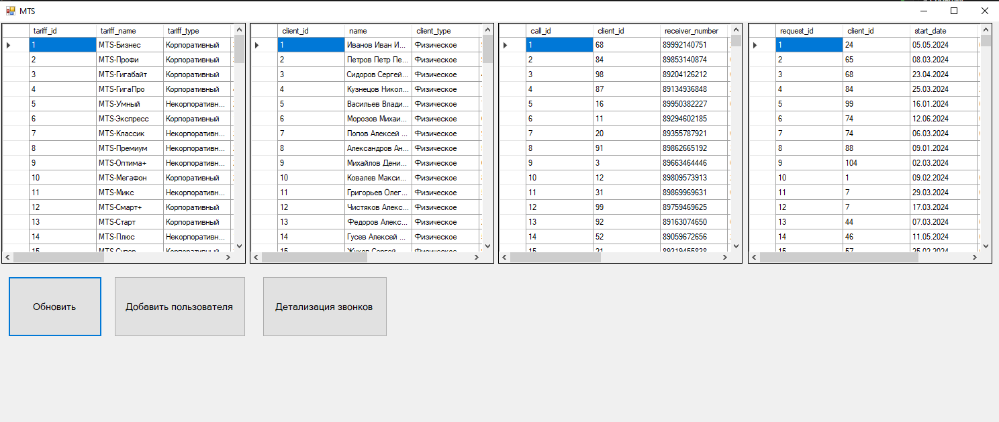 MTS
tariff_id tariff_name tariff_type
1 MTS-Бизнес Корпоративный
2 MTS-Профи Корпоративный
3 MTS-Гигабайт Корпоративный
4 MTS-ГигаПро Корпоративный
5 MTS-Умный Некорпоративн...
6 MTS-Экспресс Корпоративный
7 MTS-Классик Некорпоративн...
8 MTS-Премиум Некорпоративн...
9 MTS-Оптима+ Некорпоративн...
10 MTS-Мегафон Корпоративный
11 MTS-Микс Некорпоративн...
12 MTS-Смарт+ Корпоративный
13 MTS-Старт Корпоративный
14 MTS-Плюс Некорпоративн...
15 MTS-Супер Корпоративный
client_id name client_type
1 Иванов Иван И... Физическое
2 Петров Петр Пе... Физическое
3 Сидоров Сергей... Физическое
4 Кузнецов Никол... Физическое
5 Васильев Влади... Физическое
6 Морозов Михаи... Физическое
7 Попов Алексей ... Физическое
8 Александров Ан... Физическое
9 Михайлов Дени... Физическое
10 Ковалев Макси... Физическое
11 Григорьев Олег... Физическое
12 Чистяков Алекс... Физическое
13 Федоров Алекс... Физическое
14 Гусев Алексей ... Физическое
15 Жуков Сергей... Физическое
call_id client_id receiver_number
1 68 89992140751
2 84 89853140874
3 98 89204126212
4 87 89134936848
5 16 89950382227
6 11 89294602185
7 20 89355787921
8 91 89862665192
9 3 89663464446
10 12 89809573913
11 31 89869969631
12 99 89759469625
13 92 89163074650
14 52 89059672656
15 21 89319455838
request_id client_id start_date
1 24 05.05.2024
2 65 08.03.2024
3 68 23.04.2024
4 84 25.03.2024
5 99 16.01.2024
6 74 12.06.2024
7 74 06.03.2024
8 88 09.01.2024
9 104 02.03.2024
10 1 09.02.2024
11 7 29.03.2024
12 7 17.03.2024
13 44 07.03.2024
14 46 11.05.2024
15 57 25.02.2024
Обновить
Добавить пользователя
Детализация звонков